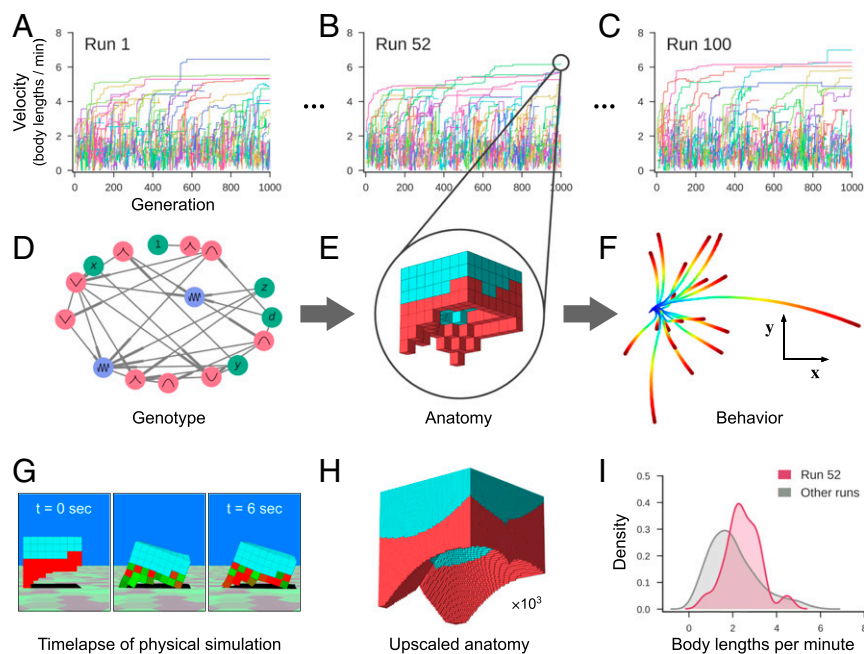 A
B
C
Run 1
Run 52
Run 100
Velocity
(body lengths / min)
8
6
4
2
0
0 200 400 600 800 1000
8
6
4
2
0
0 200 400 600 800 1000
8
6
4
2
0
0 200 400 600 800 1000
...
...
Generation
D
E
F
1
x
z
d
y
y
x
Genotype
Anatomy
Behavior
G
H
I
t = 0 sec
t = 6 sec
×10³
0.5
0.4
0.3
0.2
0.1
0.0
Density
Run 52
Other runs
0 2 4 6 8
Timelapse of physical simulation
Upscaled anatomy
Body lengths per minute